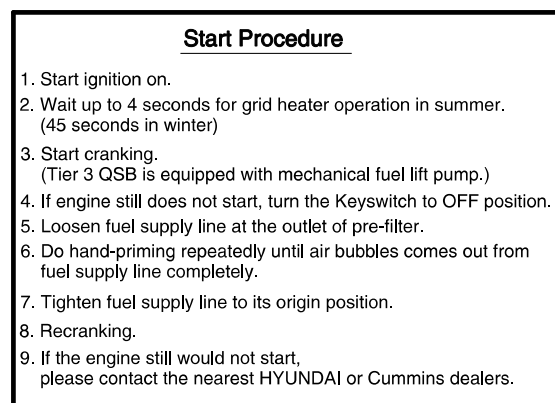 Start Procedure
1. Start ignition on.
2. Wait up to 4 seconds for grid heater operation in summer.
(45 seconds in winter)
3. Start cranking.
(Tier 3 QSB is equipped with mechanical fuel lift pump.)
4. If engine still does not start, turn the Keyswitch to OFF position.
5. Loosen fuel supply line at the outlet of pre-filter.
6. Do hand-priming repeatedly until air bubbles comes out from
fuel supply line completely.
7. Tighten fuel supply line to its origin position.
8. Recranking.
9. If the engine still would not start,
please contact the nearest HYUNDAI or Cummins dealers.